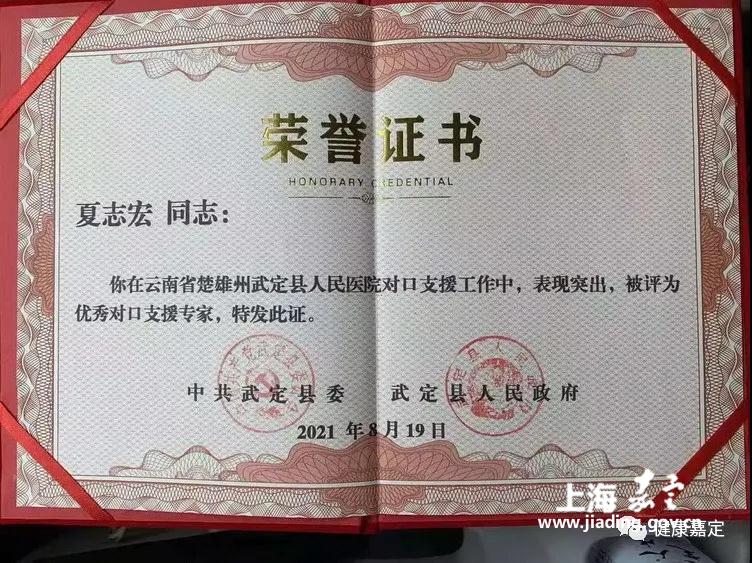 荣誉证书
HONORARY CREDENTIAL
夏志宏 同志：
你在云南省楚雄州武定县人民医院对口支援工作中，表现突出，被评为
优秀对口支援专家，特发此证。
中共武定县委 武定县人民政府
2021 年8月19日
上海嘉定
www.jiading.gov.cn
健康嘉定